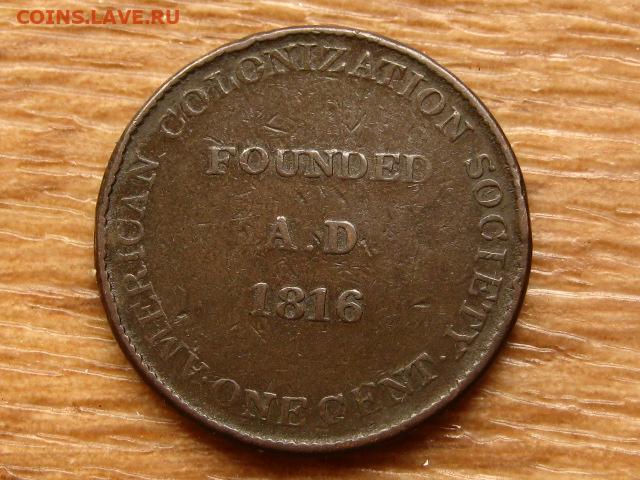 COINS.LAVE.RU
AMERICAN COLONIZATION SOCIETY
FOUNDED
A.D
1816
·ONE CENT·